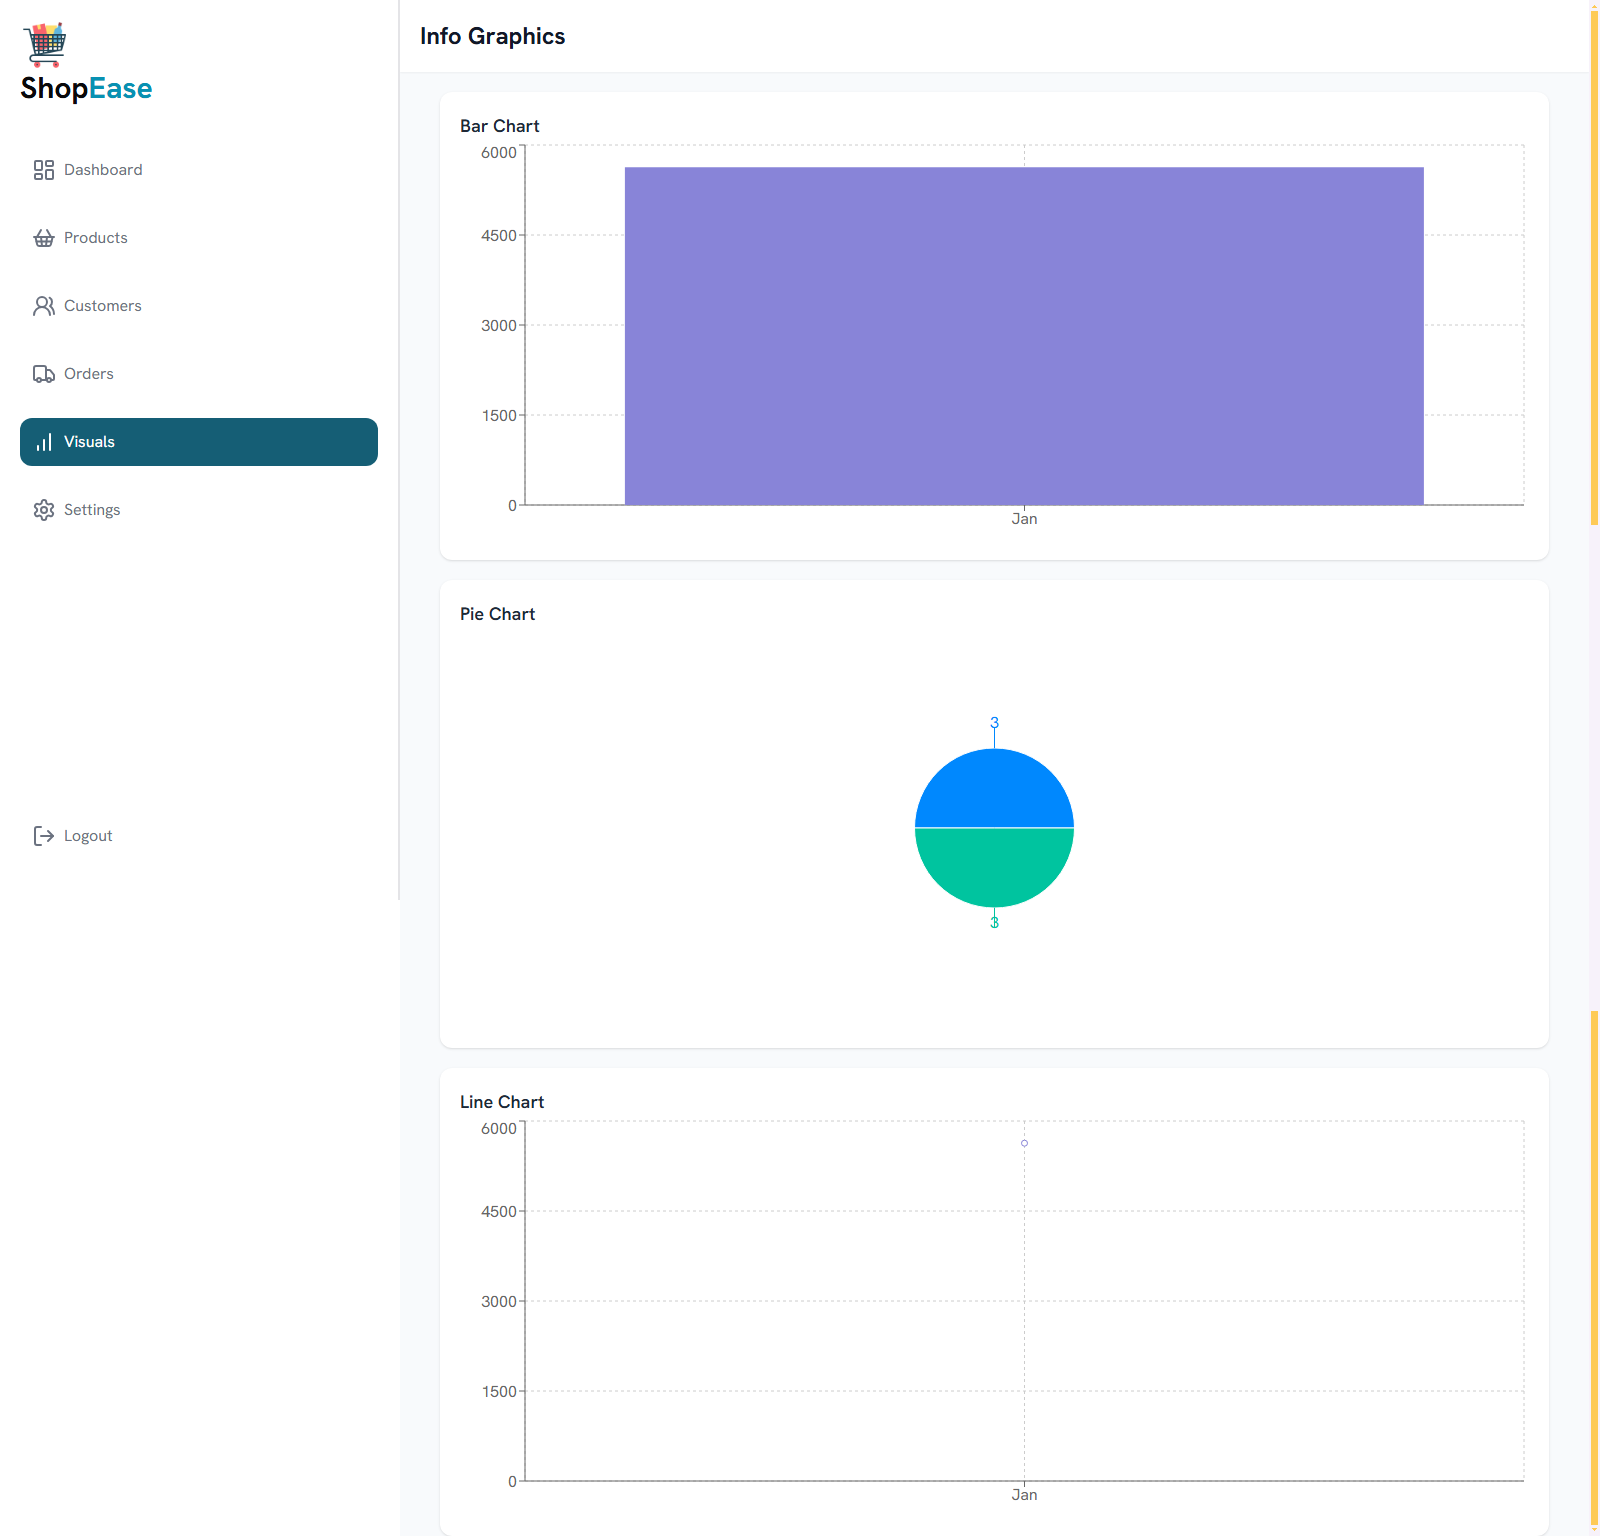 ShopEase
Dashboard
Products
Customers
Orders
Visuals
Settings
Logout
Info Graphics
Bar Chart
6000
4500
3000
1500
0
Jan
Pie Chart
3
3
Line Chart
6000
4500
3000
1500
0
Jan